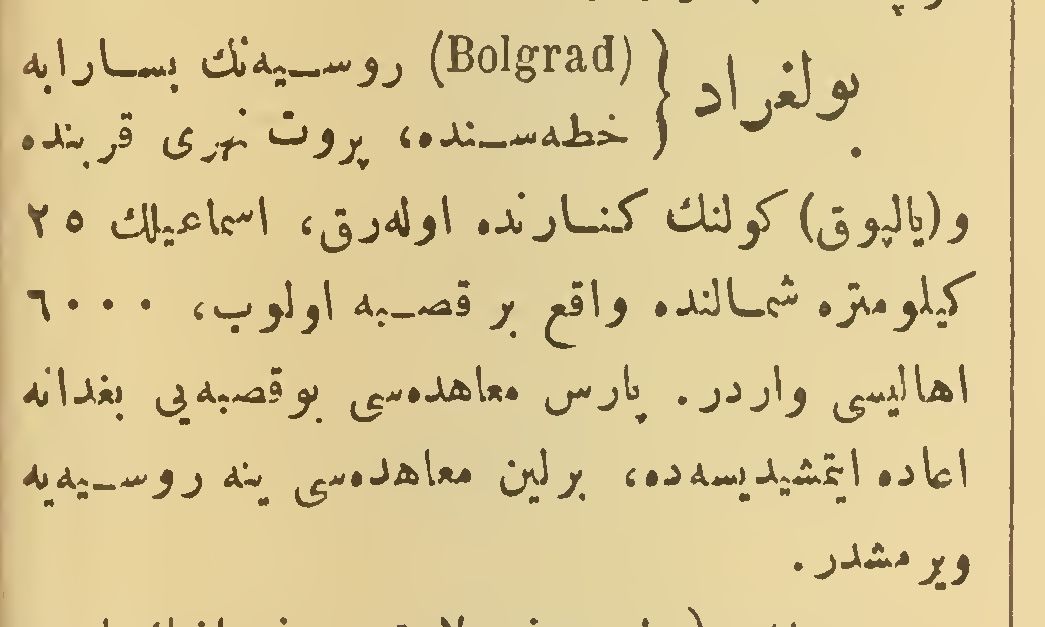 بولغراد { (Bolgrad) روسیه‌نك بسارابه
خطه‌سنده، پروت نهری قربنده
و(یالپوق) كولنك كنارنده اوله‌رق، اسماعیلك ٢٥
كیلومتره شمالنده واقع بر قصبه اولوب، ٦٠٠٠
اهالیسی واردر. پارس معاهده‌سی بوقصبه‌یی بغدانه
اعاده ایتمشدیسه‌ده، برلین معاهده‌سی ینه روسیه‌یه
ویرمشدر.